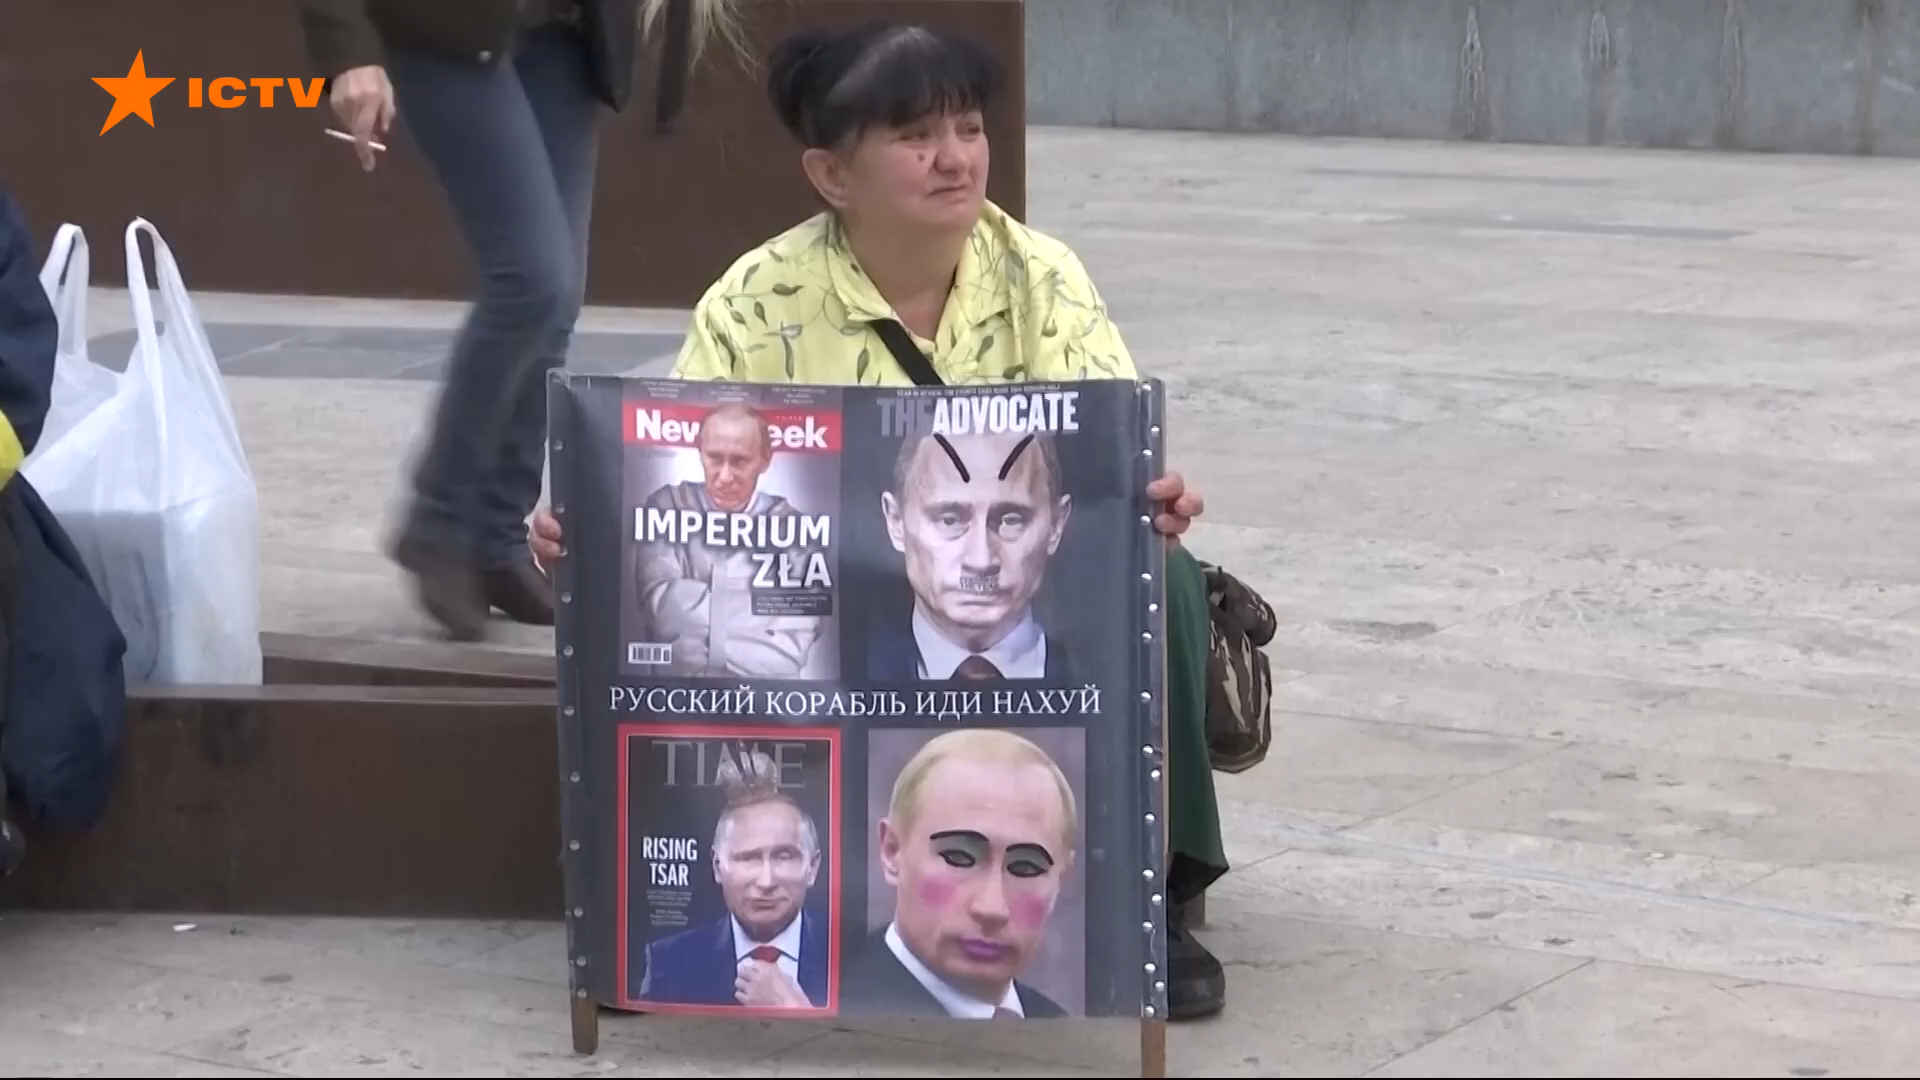 ICTV
Newsweek
THE ADVOCATE
IMPERIUM
ZŁA
РУССКИЙ КОРАБЛЬ ИДИ НАХУЙ
TIME
RISING
TSAR